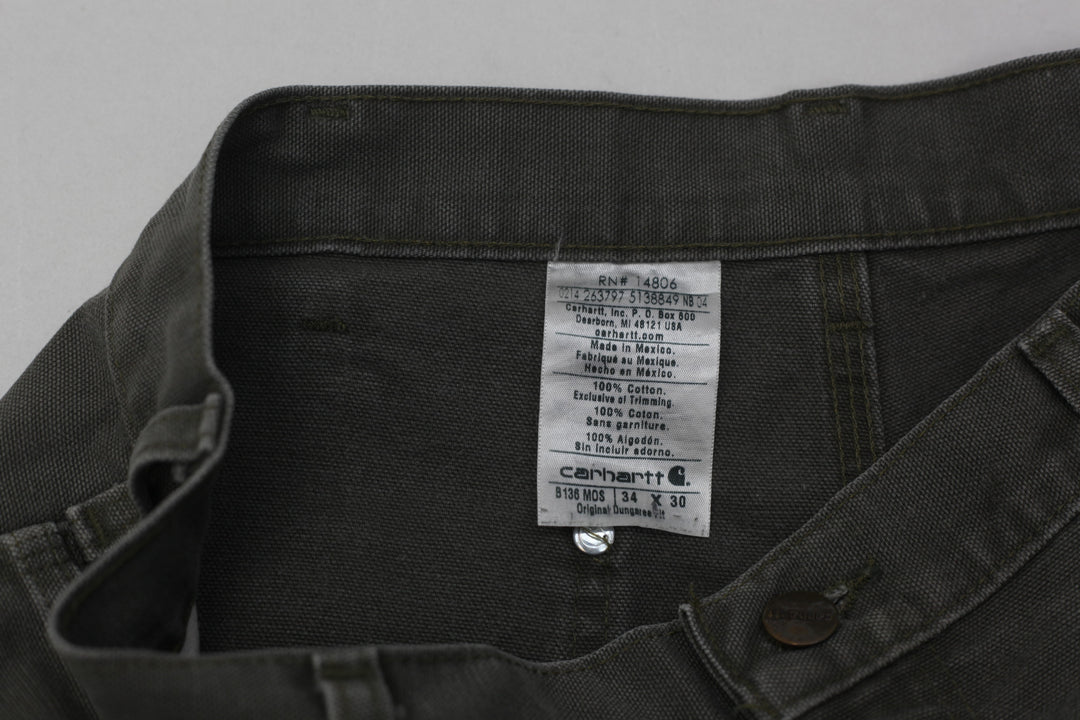 RN# 14806
0214 263797 5138849 NB 04
Carhartt, Inc. P. O. Box 600
Dearborn, MI 48121 USA
carhartt.com
Made in Mexico.
Fabriqué au Mexique.
Hecho en México.
100% Cotton.
Exclusive of Trimming.
100% Coton.
Sans garniture.
100% Algodón.
Sin incluir adorno.
carhartt
B136 MOS 34 X 30
Original Dungaree Fit